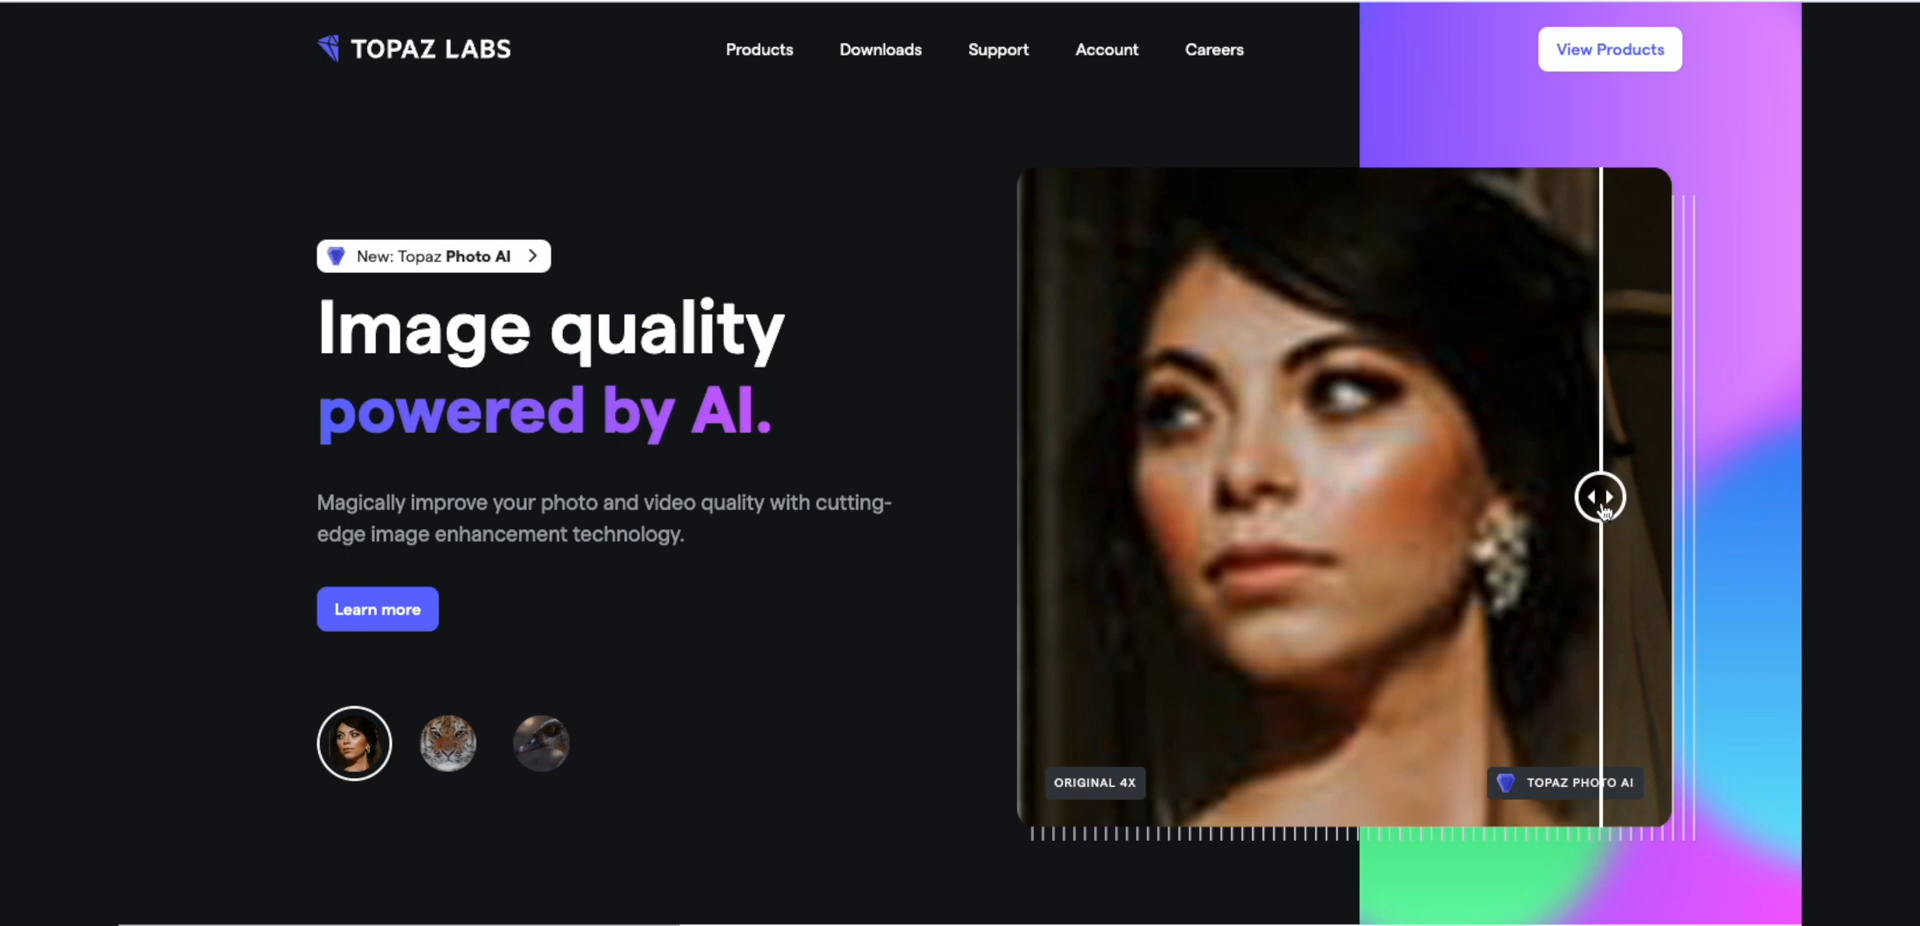 TOPAZ LABS
Products
Downloads
Support
Account
Careers
View Products
New: Topaz Photo AI
Image quality
powered by AI.
Magically improve your photo and video quality with cutting-
edge image enhancement technology.
Learn more
ORIGINAL 4X
TOPAZ PHOTO AI